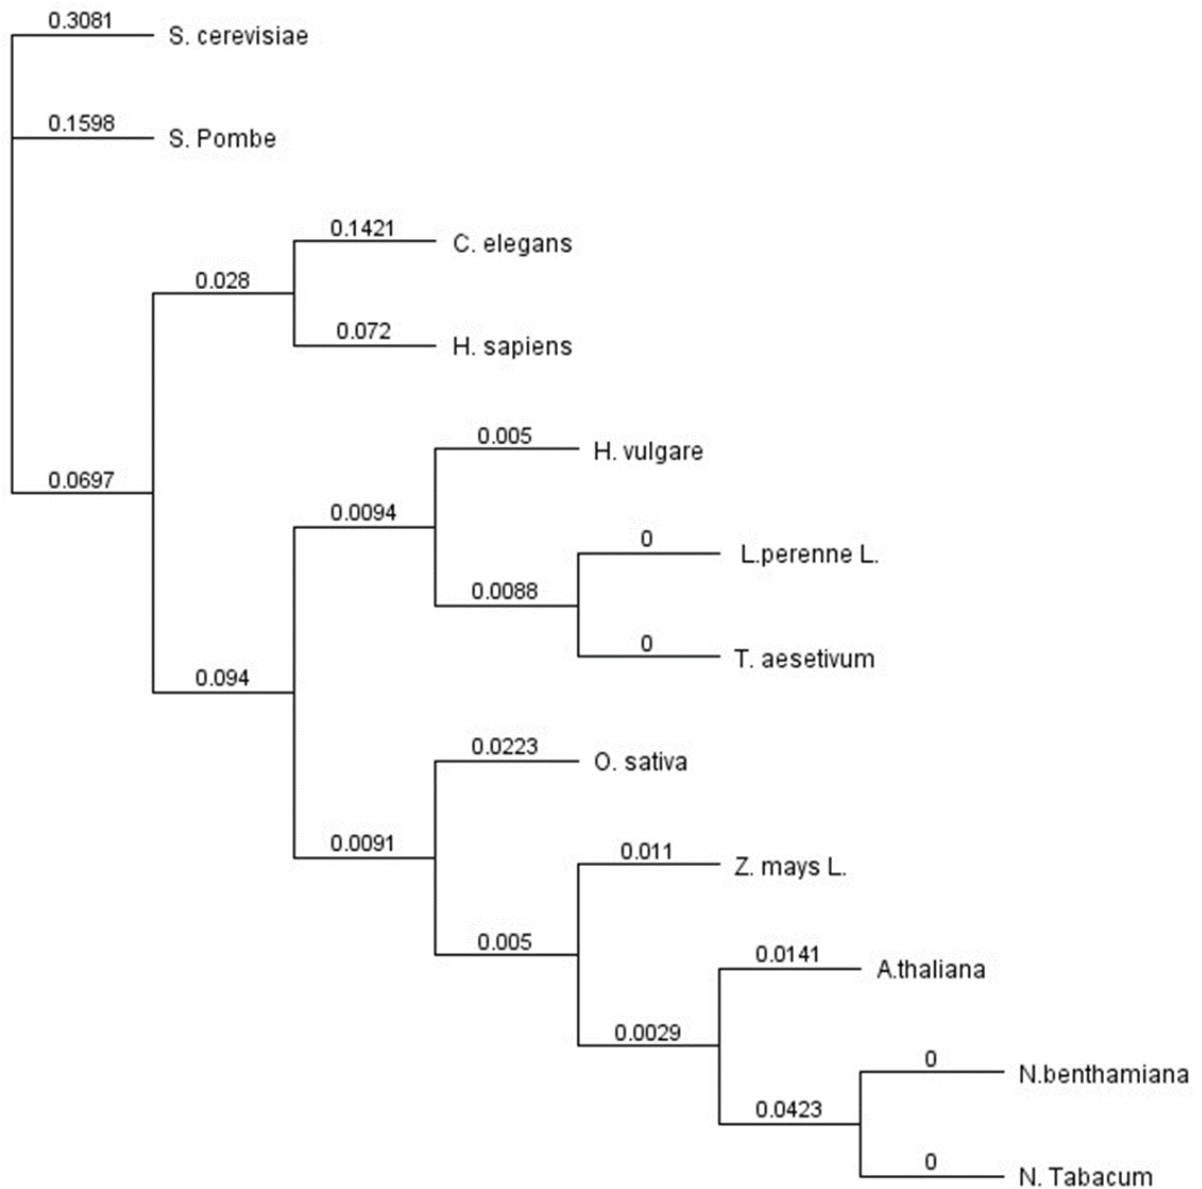 0.3081
S. cerevisiae
0.1598
S. Pombe
0.1421
C. elegans
0.028
0.072
H. sapiens
0.005
H. vulgare
0.0697
0.0094
0
L.perenne L.
0.0088
0
T. aesetivum
0.094
0.0223
O. sativa
0.0091
0.011
Z. mays L.
0.005
0.0141
A.thaliana
0.0029
0
N.benthamiana
0.0423
0
N. Tabacum